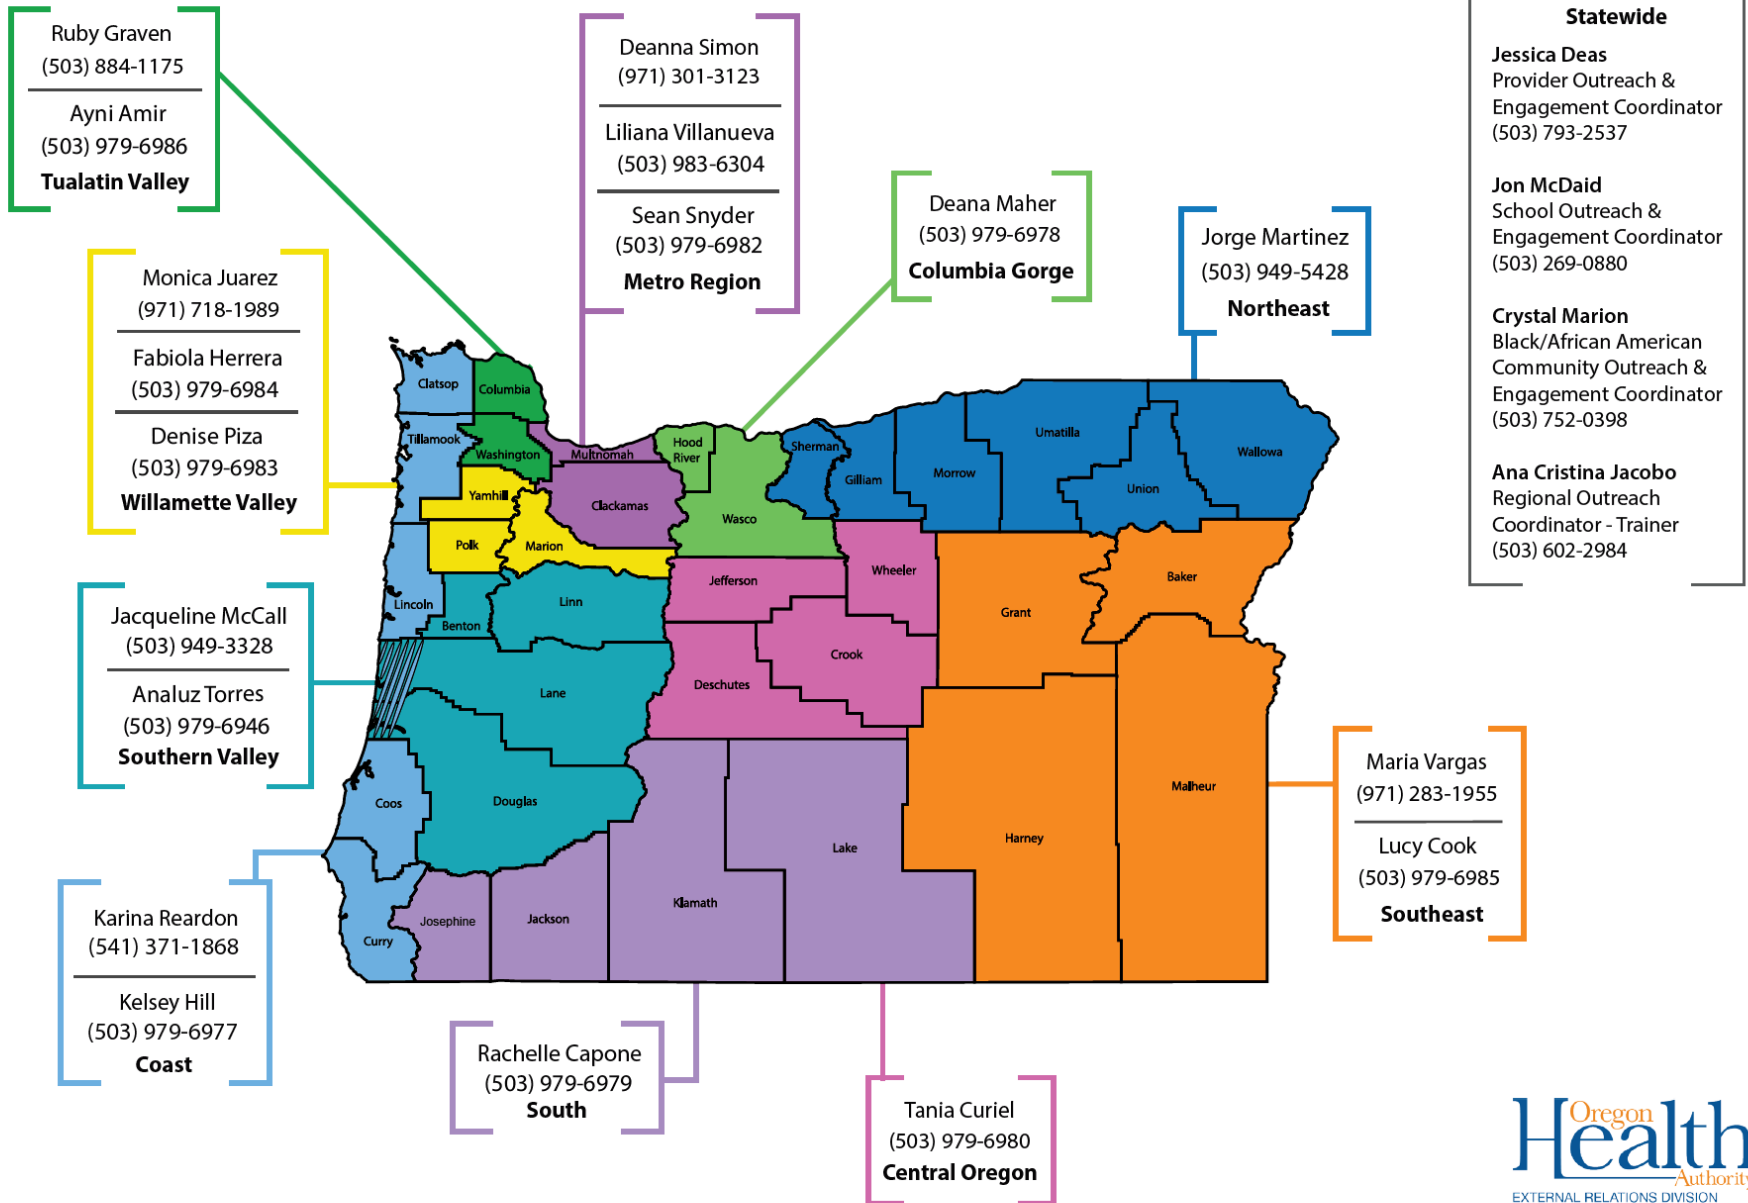 Ruby Graven
(503) 884-1175
Ayni Amir
(503) 979-6986
Tualatin Valley
Deanna Simon
(971) 301-3123
Liliana Villanueva
(503) 983-6304
Sean Snyder
(503) 979-6982
Metro Region
Statewide
Jessica Deas
Provider Outreach &
Engagement Coordinator
(503) 793-2537
Jon McDaid
School Outreach &
Engagement Coordinator
(503) 269-0880
Crystal Marion
Black/African American
Community Outreach &
Engagement Coordinator
(503) 752-0398
Ana Cristina Jacobo
Regional Outreach
Coordinator - Trainer
(503) 602-2984
Deana Maher
(503) 979-6978
Columbia Gorge
Jorge Martinez
(503) 949-5428
Northeast
Monica Juarez
(971) 718-1989
Fabiola Herrera
(503) 979-6984
Denise Piza
(503) 979-6983
Willamette Valley
Clatsop
Columbia
Tillamook
Washington
Multnomah
Hood
River
Sherman
Umatilla
Wallowa
Gilliam
Morrow
Union
Yamhill
Clackamas
Wasco
Polk
Marion
Jefferson
Wheeler
Baker
Lincoln
Benton
Linn
Grant
Crook
Deschutes
Lane
Coos
Douglas
Malheur
Harney
Lake
Klamath
Jackson
Josephine
Curry
Jacqueline McCall
(503) 949-3328
Analuz Torres
(503) 979-6946
Southern Valley
Maria Vargas
(971) 283-1955
Lucy Cook
(503) 979-6985
Southeast
Karina Reardon
(541) 371-1868
Kelsey Hill
(503) 979-6977
Coast
Rachelle Capone
(503) 979-6979
South
Tania Curiel
(503) 979-6980
Central Oregon
Oregon
Health
Authority
EXTERNAL RELATIONS DIVISION